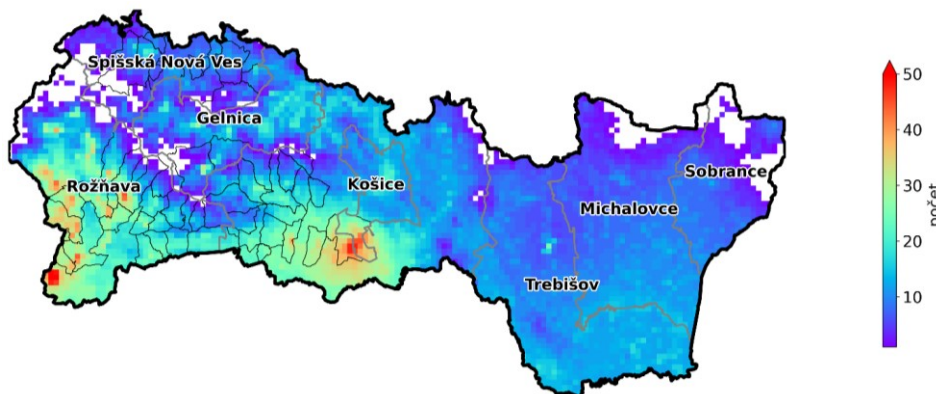 Spišská Nová Ves
Gelnica
Rožňava
Košice
Sobrance
Michalovce
Trebišov
50
40
30
20
10
počet